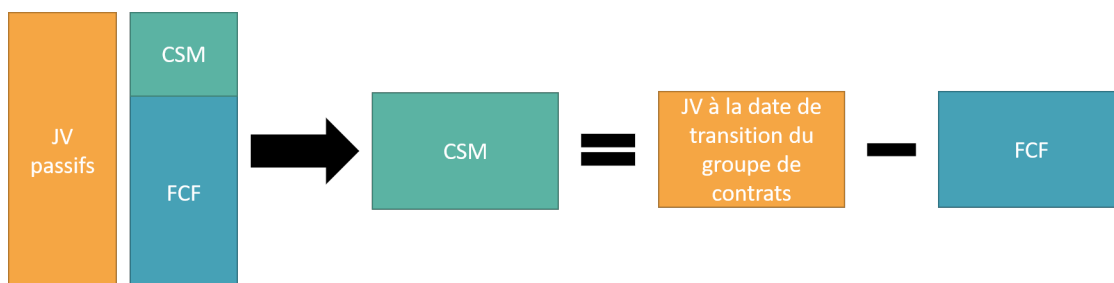 JV
passifs
CSM
FCF
CSM
JV à la date de
transition du
groupe de
contrats
FCF